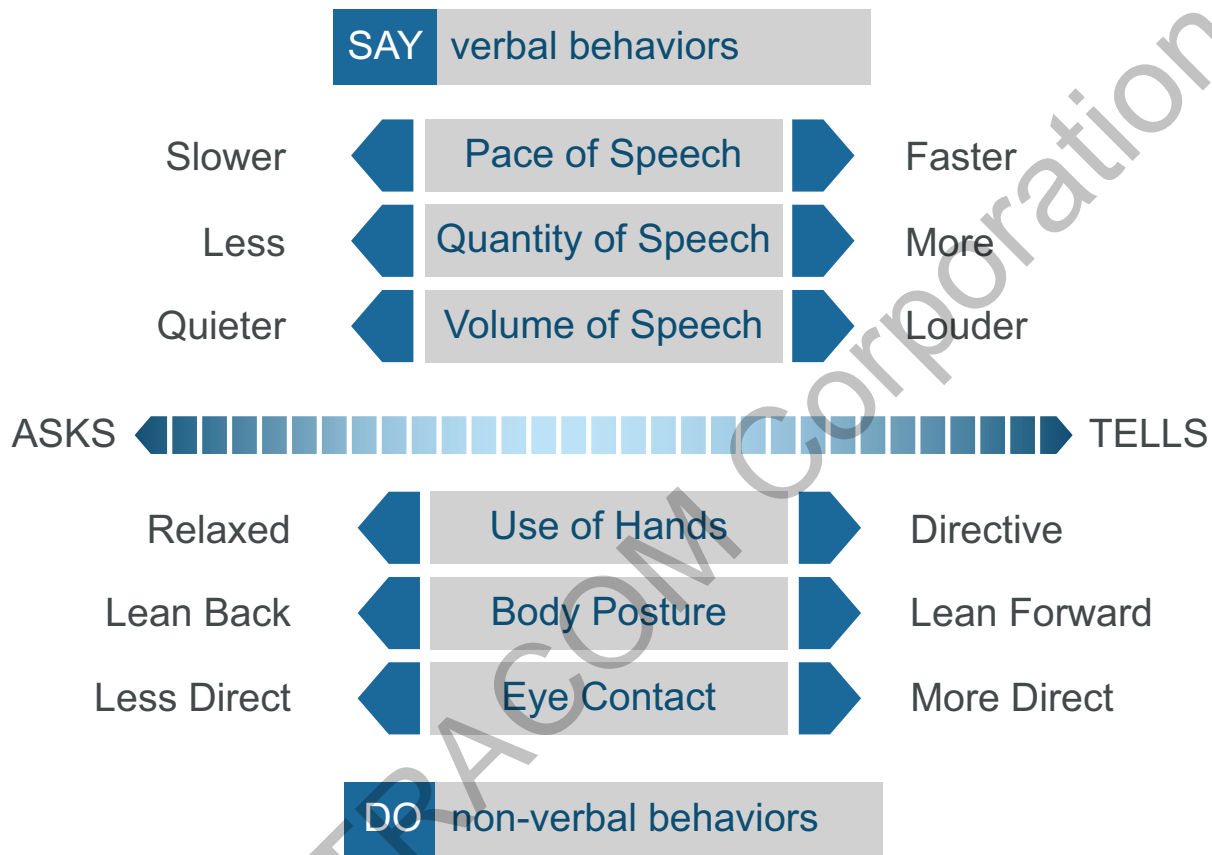 SAY verbal behaviors
Slower Pace of Speech Faster
Less Quantity of Speech More
Quieter Volume of Speech Louder
ASKS TELLS
Relaxed Use of Hands Directive
Lean Back Body Posture Lean Forward
Less Direct Eye Contact More Direct
DO non-verbal behaviors
TRACOM Corporation